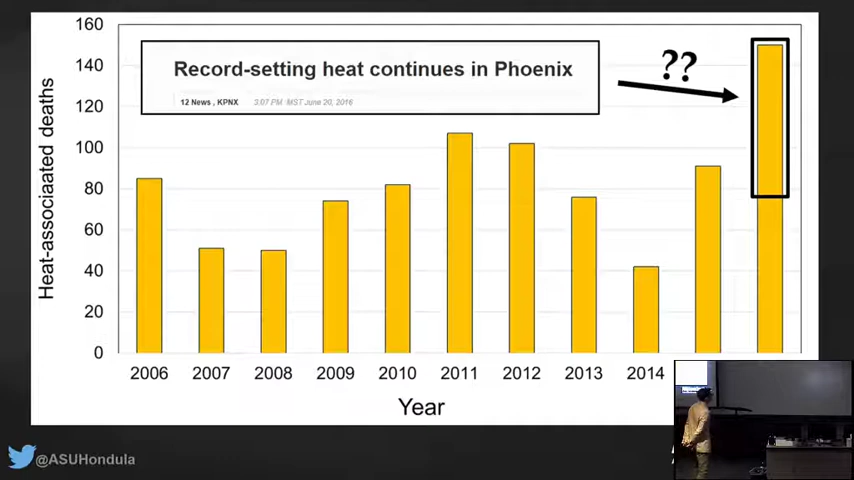 160
140
120
100
80
60
40
20
0
Heat-associaated deaths
Record-setting heat continues in Phoenix
12 News , KPNX 3:07 PM MST June 20, 2016
??
2006 2007 2008 2009 2010 2011 2012 2013 2014
Year
@ASUHondula